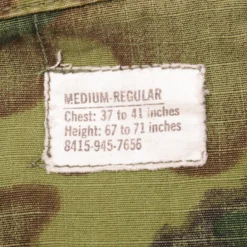 MEDIUM-REGULAR
Chest: 37 to 41 inches
Height: 67 to 71 inches
8415-945-7656